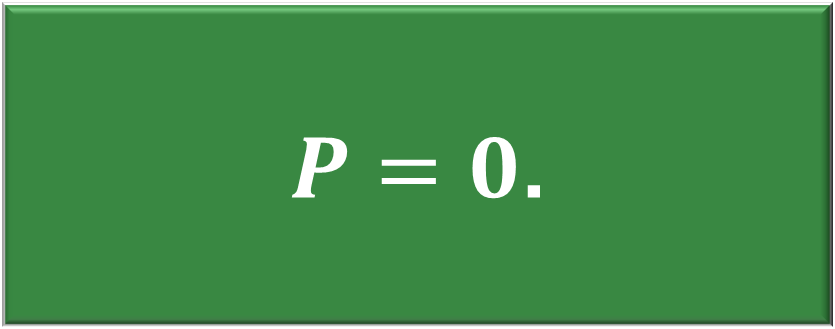 P = 0.